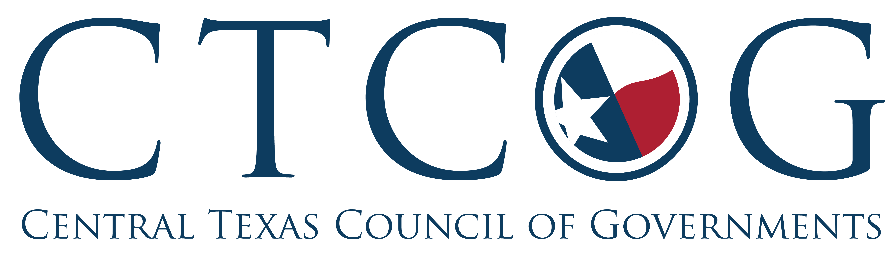 CTCOG
CENTRAL TEXAS COUNCIL OF GOVERNMENTS